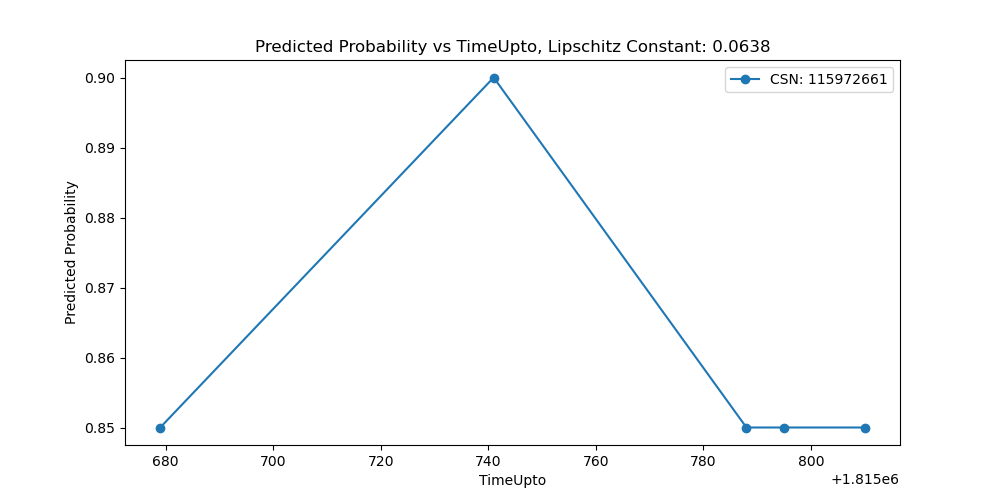 Predicted Probability vs TimeUpto, Lipschitz Constant: 0.0638
CSN: 115972661
0.90
0.89
0.88
0.87
0.86
0.85
Predicted Probability
680 700 720 740 760 780 800
TimeUpto
+1.815e6